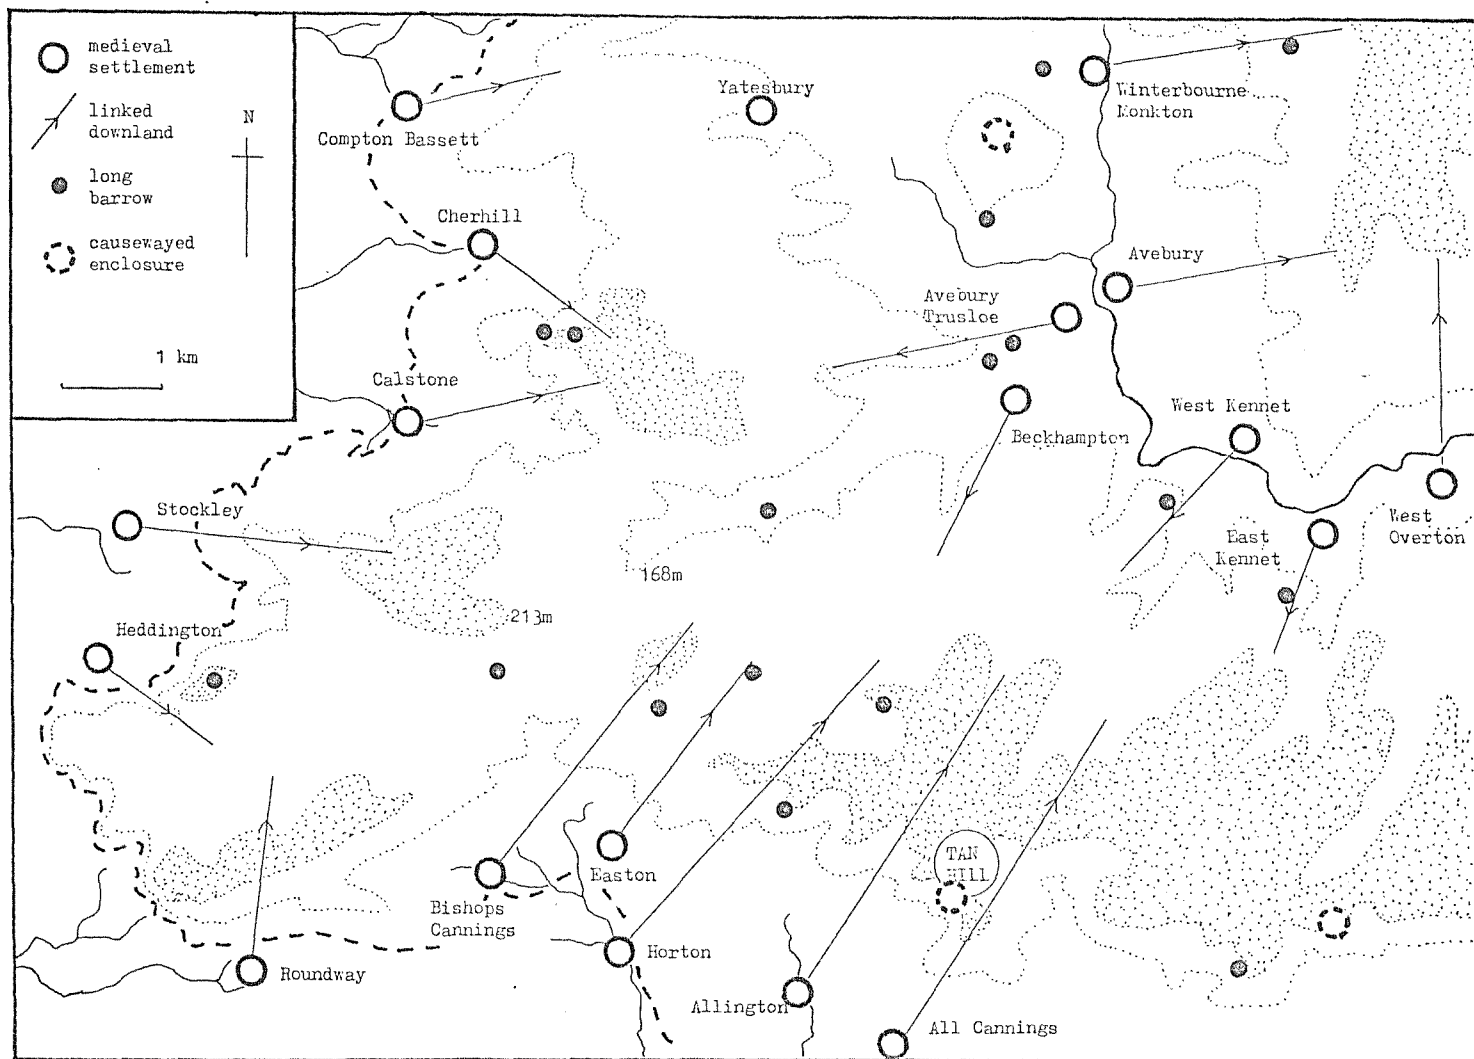 medieval
settlement
linked
downland
N
long
barrow
causewayed
enclosure
1 km
Compton Bassett
Yatesbury
Winterbourne
Monkton
Cherhill
Avebury
Avebury
Trusloe
Calstone
West Kennet
Beckhampton
Stockley
West
Overton
East
Kennet
168m
213m
Heddington
TAN
HILL
Easton
Bishops
Cannings
Horton
Roundway
Allington
All Cannings